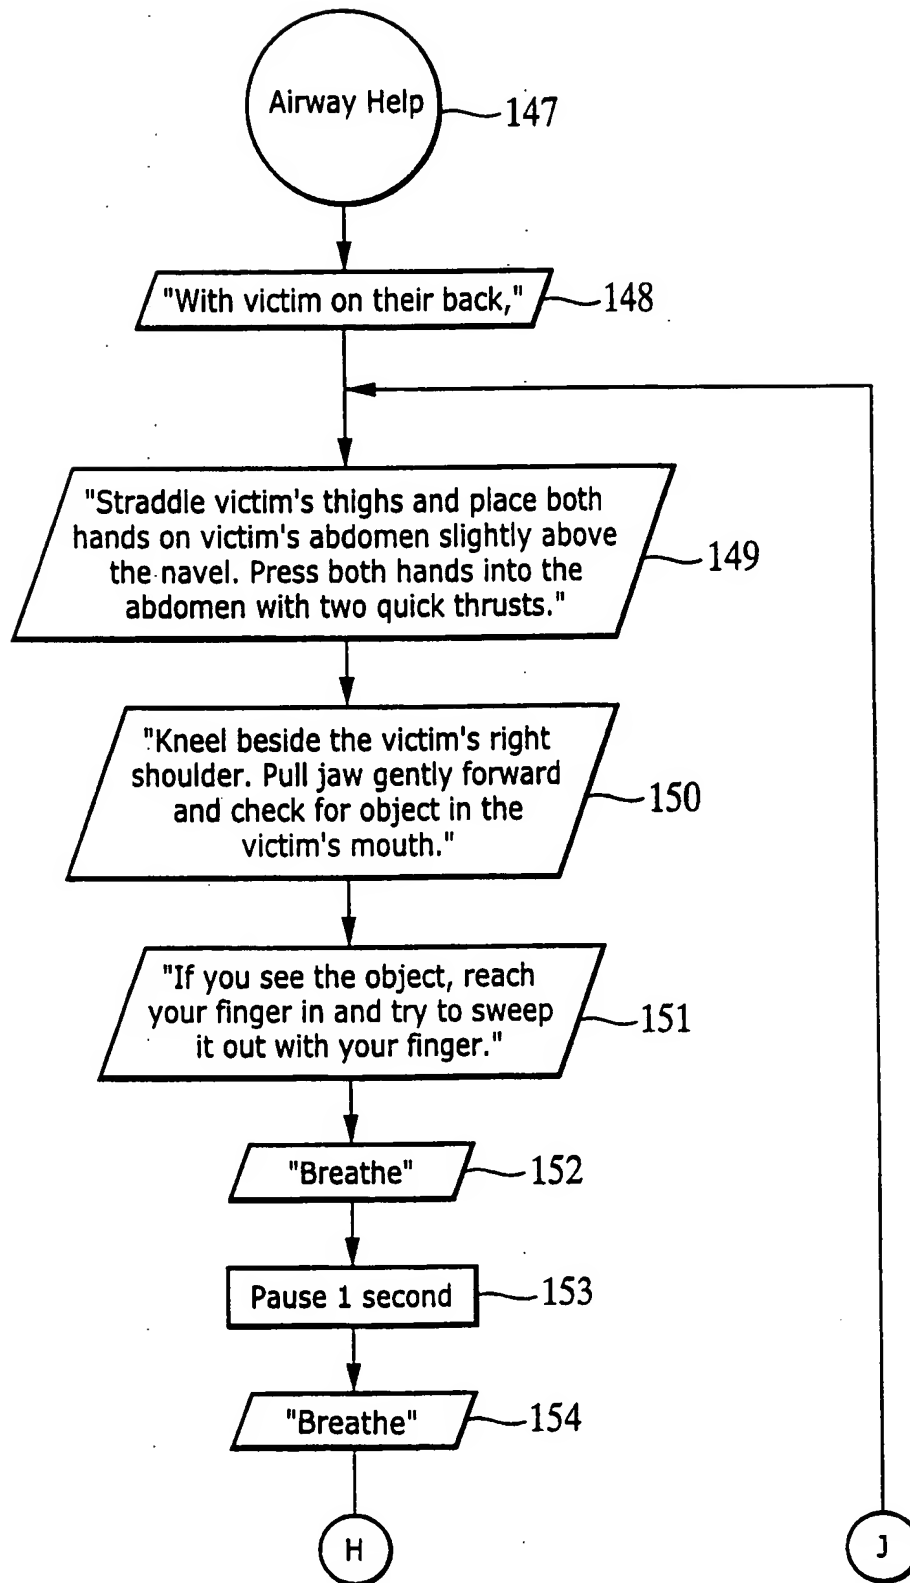 Airway Help
147
"With victim on their back,"
148
"Straddle victim's thighs and place both
hands on victim's abdomen slightly above
the navel. Press both hands into the
abdomen with two quick thrusts."
149
"Kneel beside the victim's right
shoulder. Pull jaw gently forward
and check for object in the
victim's mouth."
150
"If you see the object, reach
your finger in and try to sweep
it out with your finger."
151
"Breathe"
152
Pause 1 second
153
"Breathe"
154
H
J